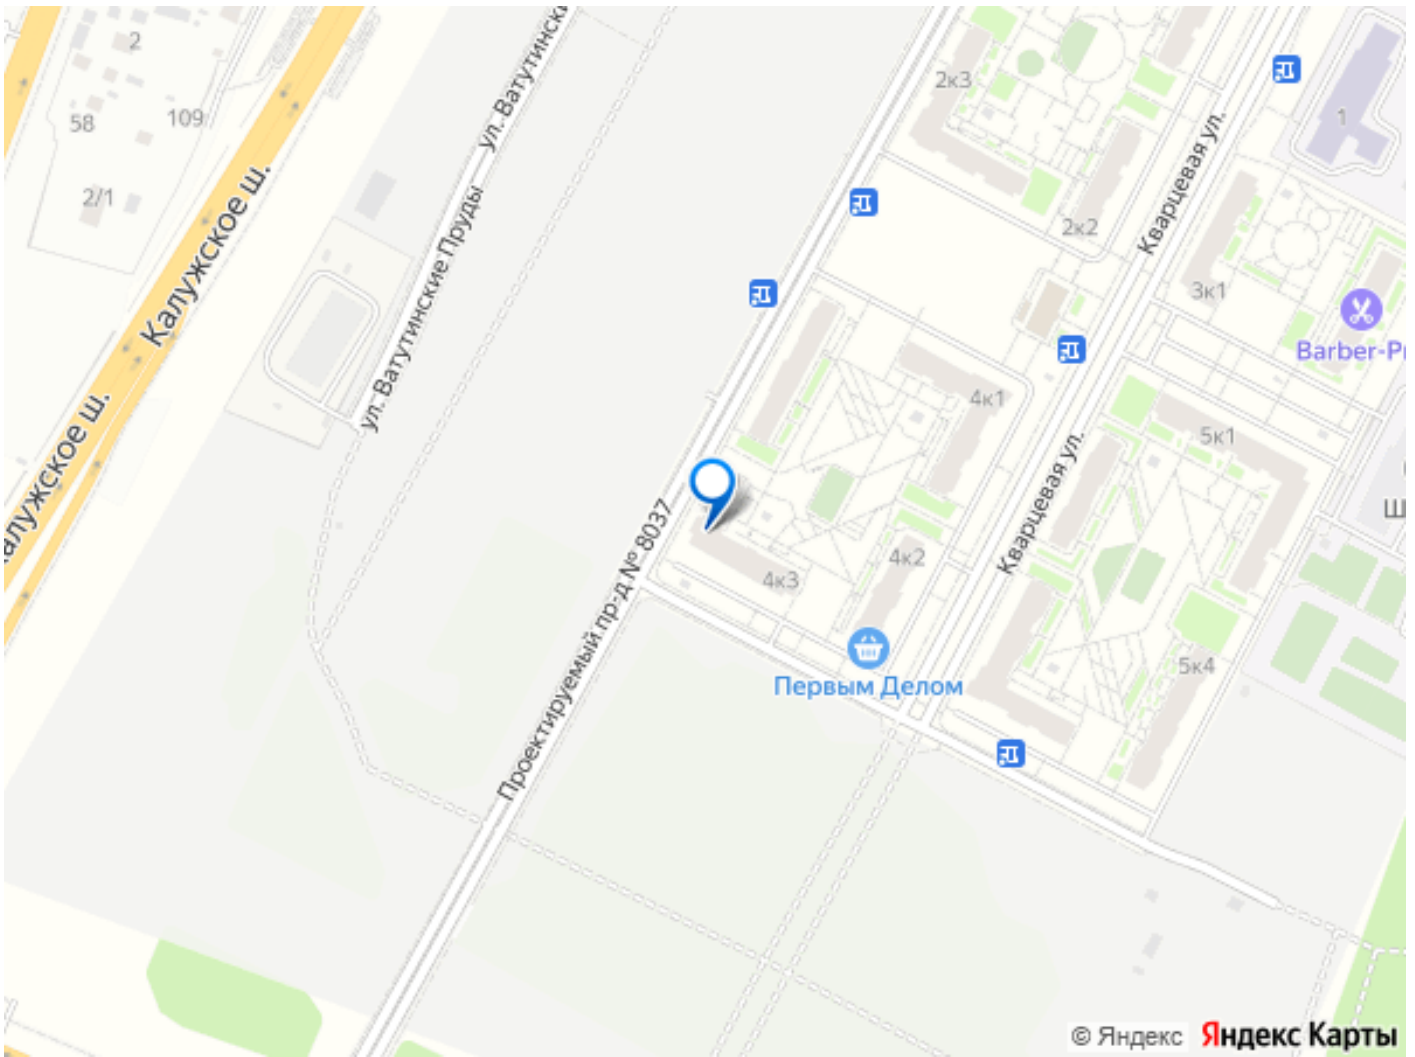 2
58
109
2/1
Калужское ш.
Калужское ш.
ул. Ватутински
ул. Ватутинские Пруды
Проектируемый пр-д № 8037
2к3
2к2
Кварцевая ул.
1
3к1
Barber-P
4к1
5к1
Кварцевая ул.
Ш
4к2
4к3
Первым Делом
5к4
© Яндекс Яндекс Карты